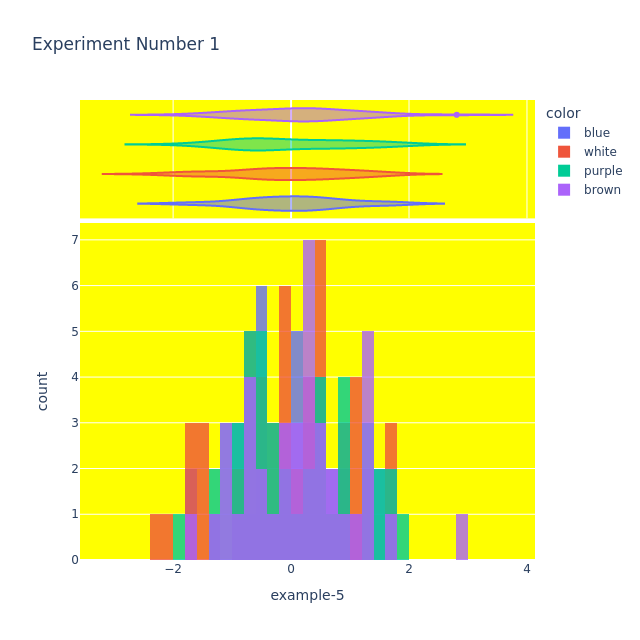 Experiment Number 1
color
blue
white
purple
brown
7
6
5
4
3
2
1
0
count
−2
0
2
4
example-5